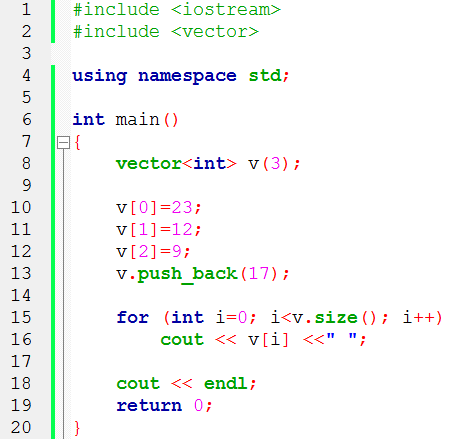 1 #include <iostream>
2 #include <vector>
3
4 using namespace std;
5
6 int main()
7 {
8 vector<int> v(3);
9
10 v[0]=23;
11 v[1]=12;
12 v[2]=9;
13 v.push_back(17);
14
15 for (int i=0; i<v.size(); i++)
16 cout << v[i] <<" ";
17
18 cout << endl;
19 return 0;
20 }